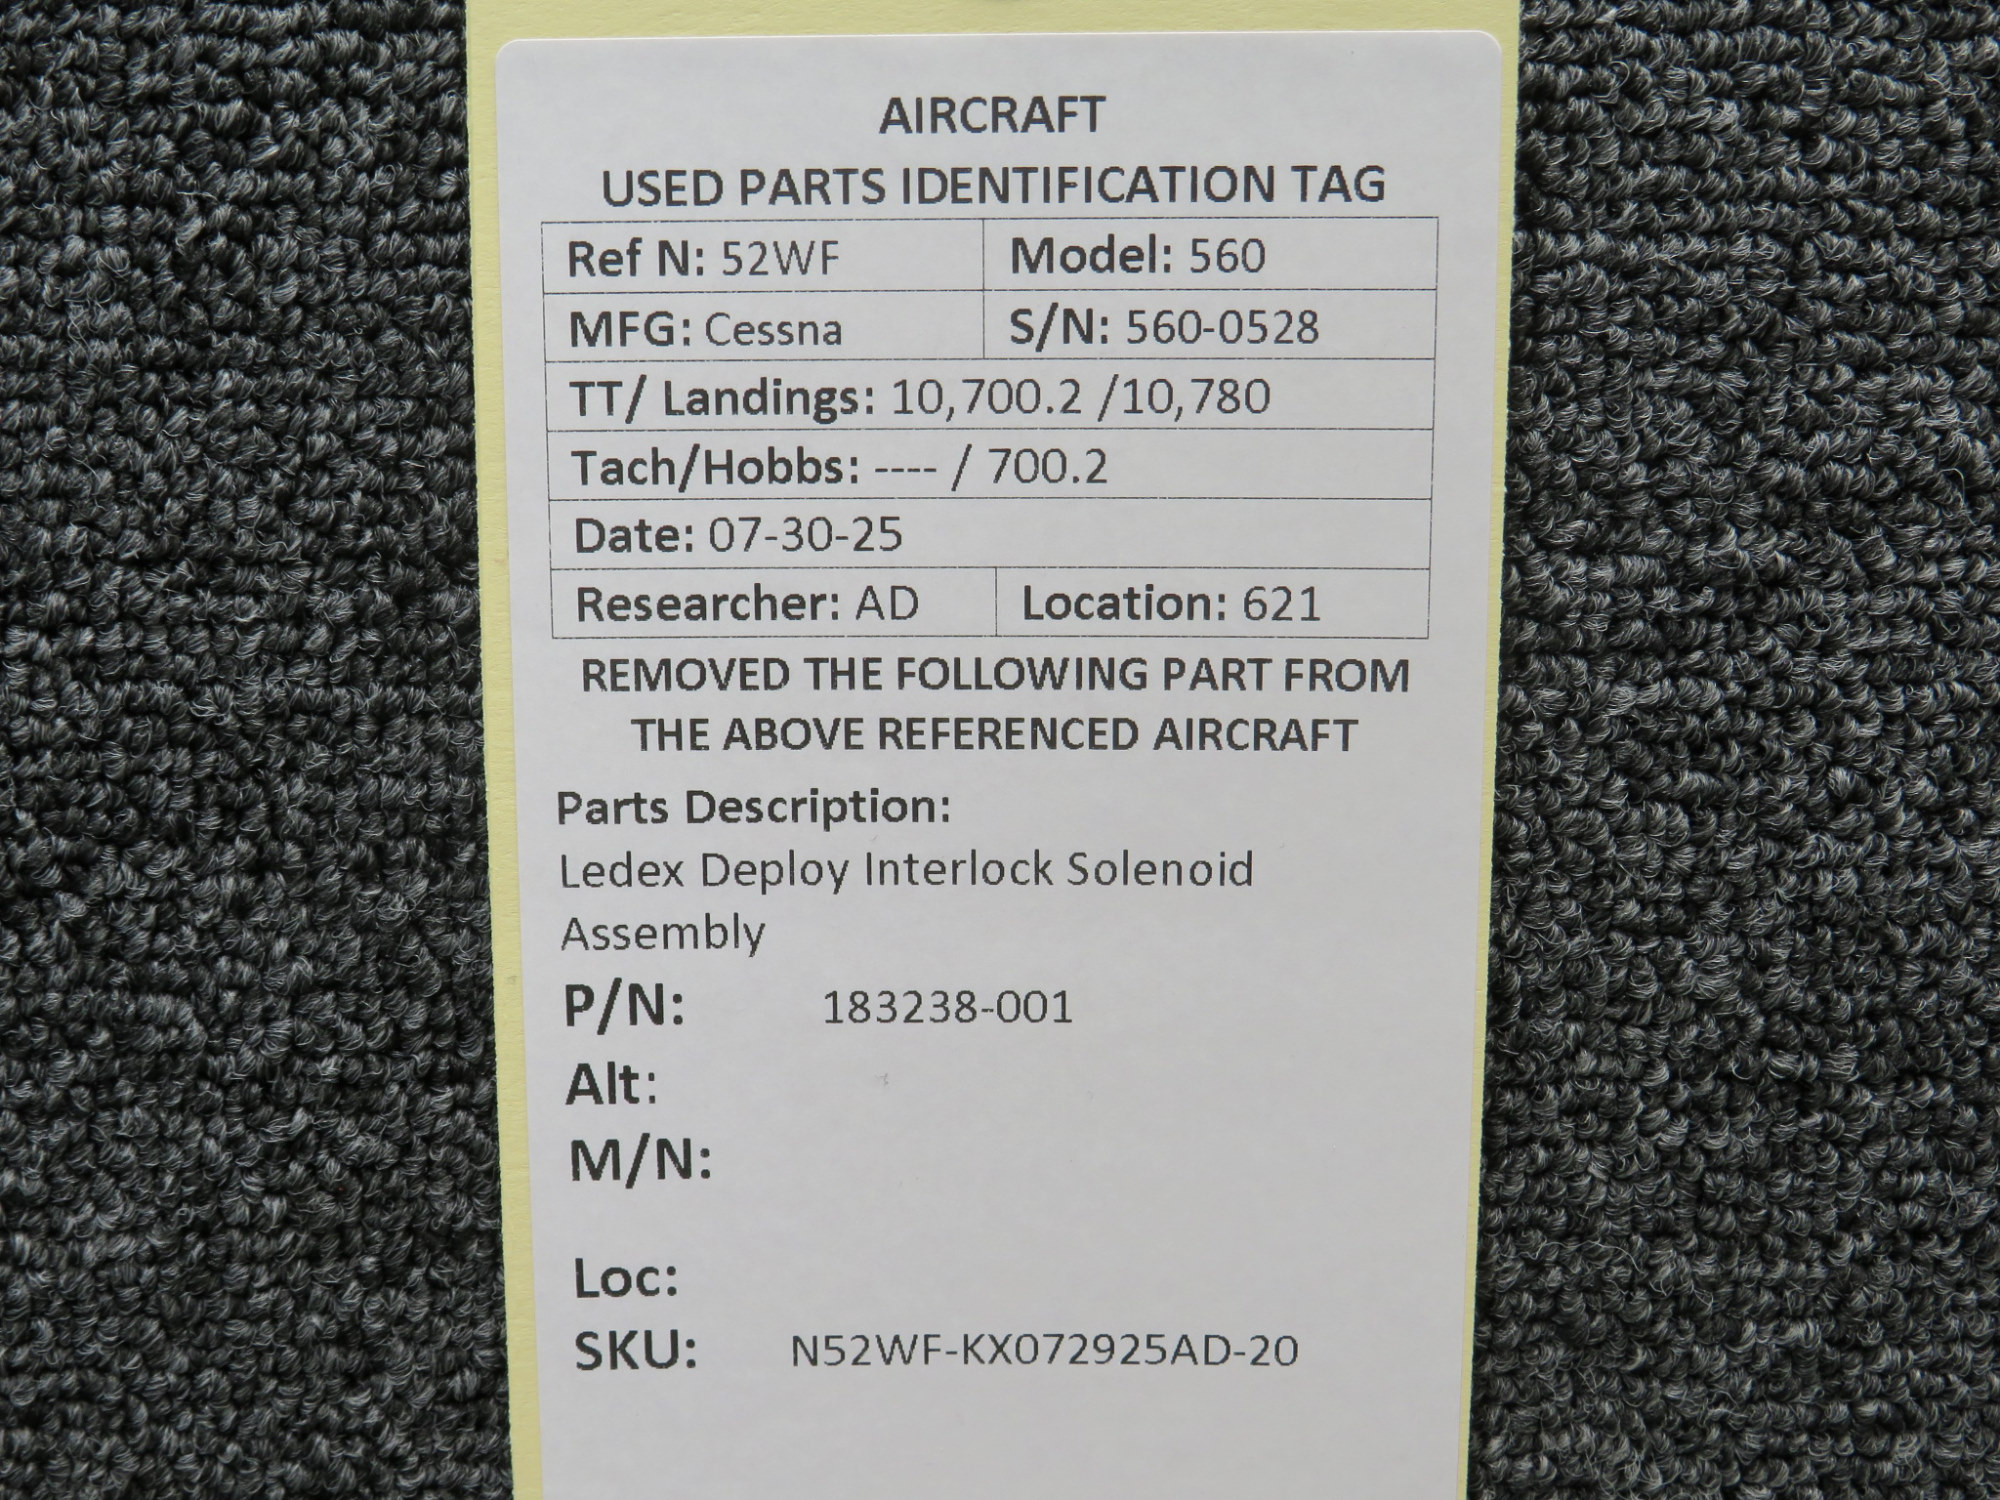 AIRCRAFT
USED PARTS IDENTIFICATION TAG
Ref N: 52WF Model: 560
MFG: Cessna S/N: 560-0528
TT/ Landings: 10,700.2 /10,780
Tach/Hobbs: ---- / 700.2
Date: 07-30-25
Researcher: AD Location: 621
REMOVED THE FOLLOWING PART FROM
THE ABOVE REFERENCED AIRCRAFT
Parts Description:
Ledex Deploy Interlock Solenoid
Assembly
P/N: 183238-001
Alt:
M/N:
Loc:
SKU: N52WF-KX072925AD-20